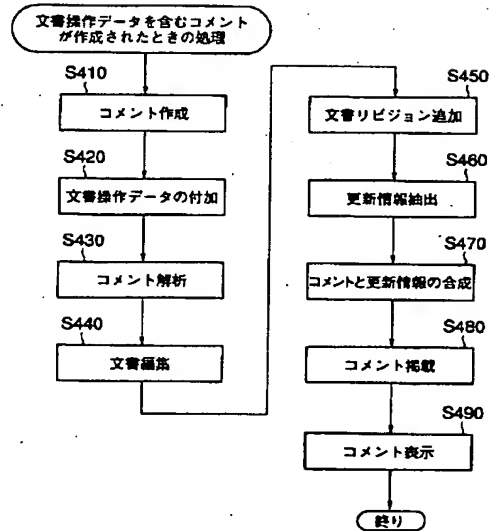 文書操作データを含むコメント
が作成されたときの処理
S410
コメント作成
S420
文書操作データの付加
S430
コメント解析
S440
文書編集
S450
文書リビジョン追加
S460
更新情報抽出
S470
コメントと更新情報の合成
S480
コメント掲載
S490
コメント表示
終り